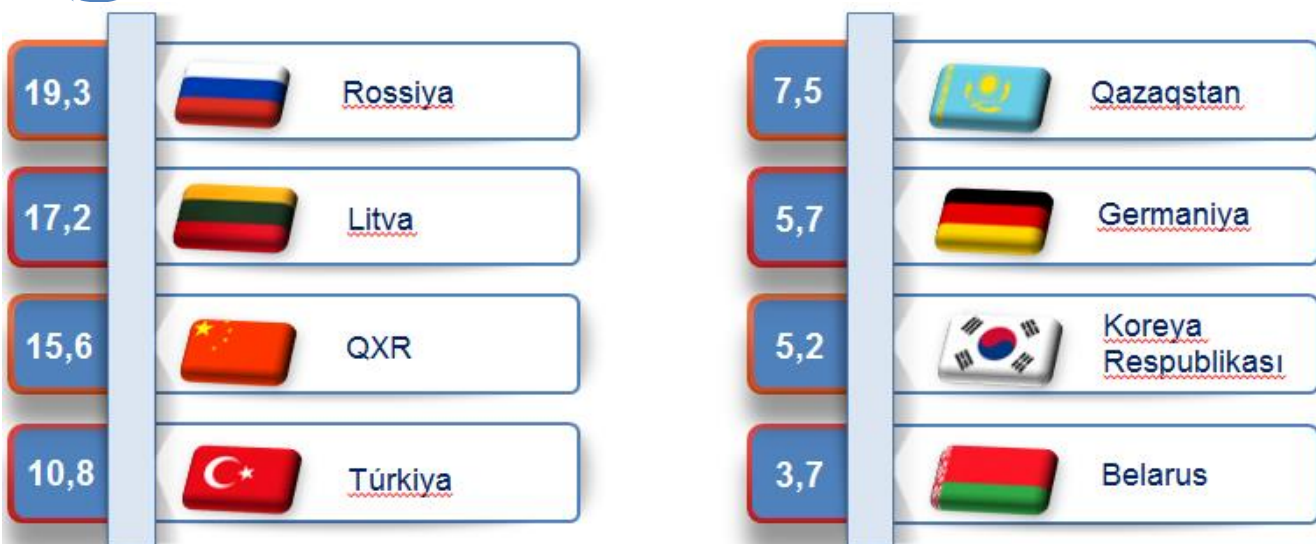 19,3 Rossiya
17,2 Litva
15,6 QXR
10,8 Túrkiya
7,5 Qazaqstan
5,7 Germaniya
5,2 Koreya
Respublikası
3,7 Belarus